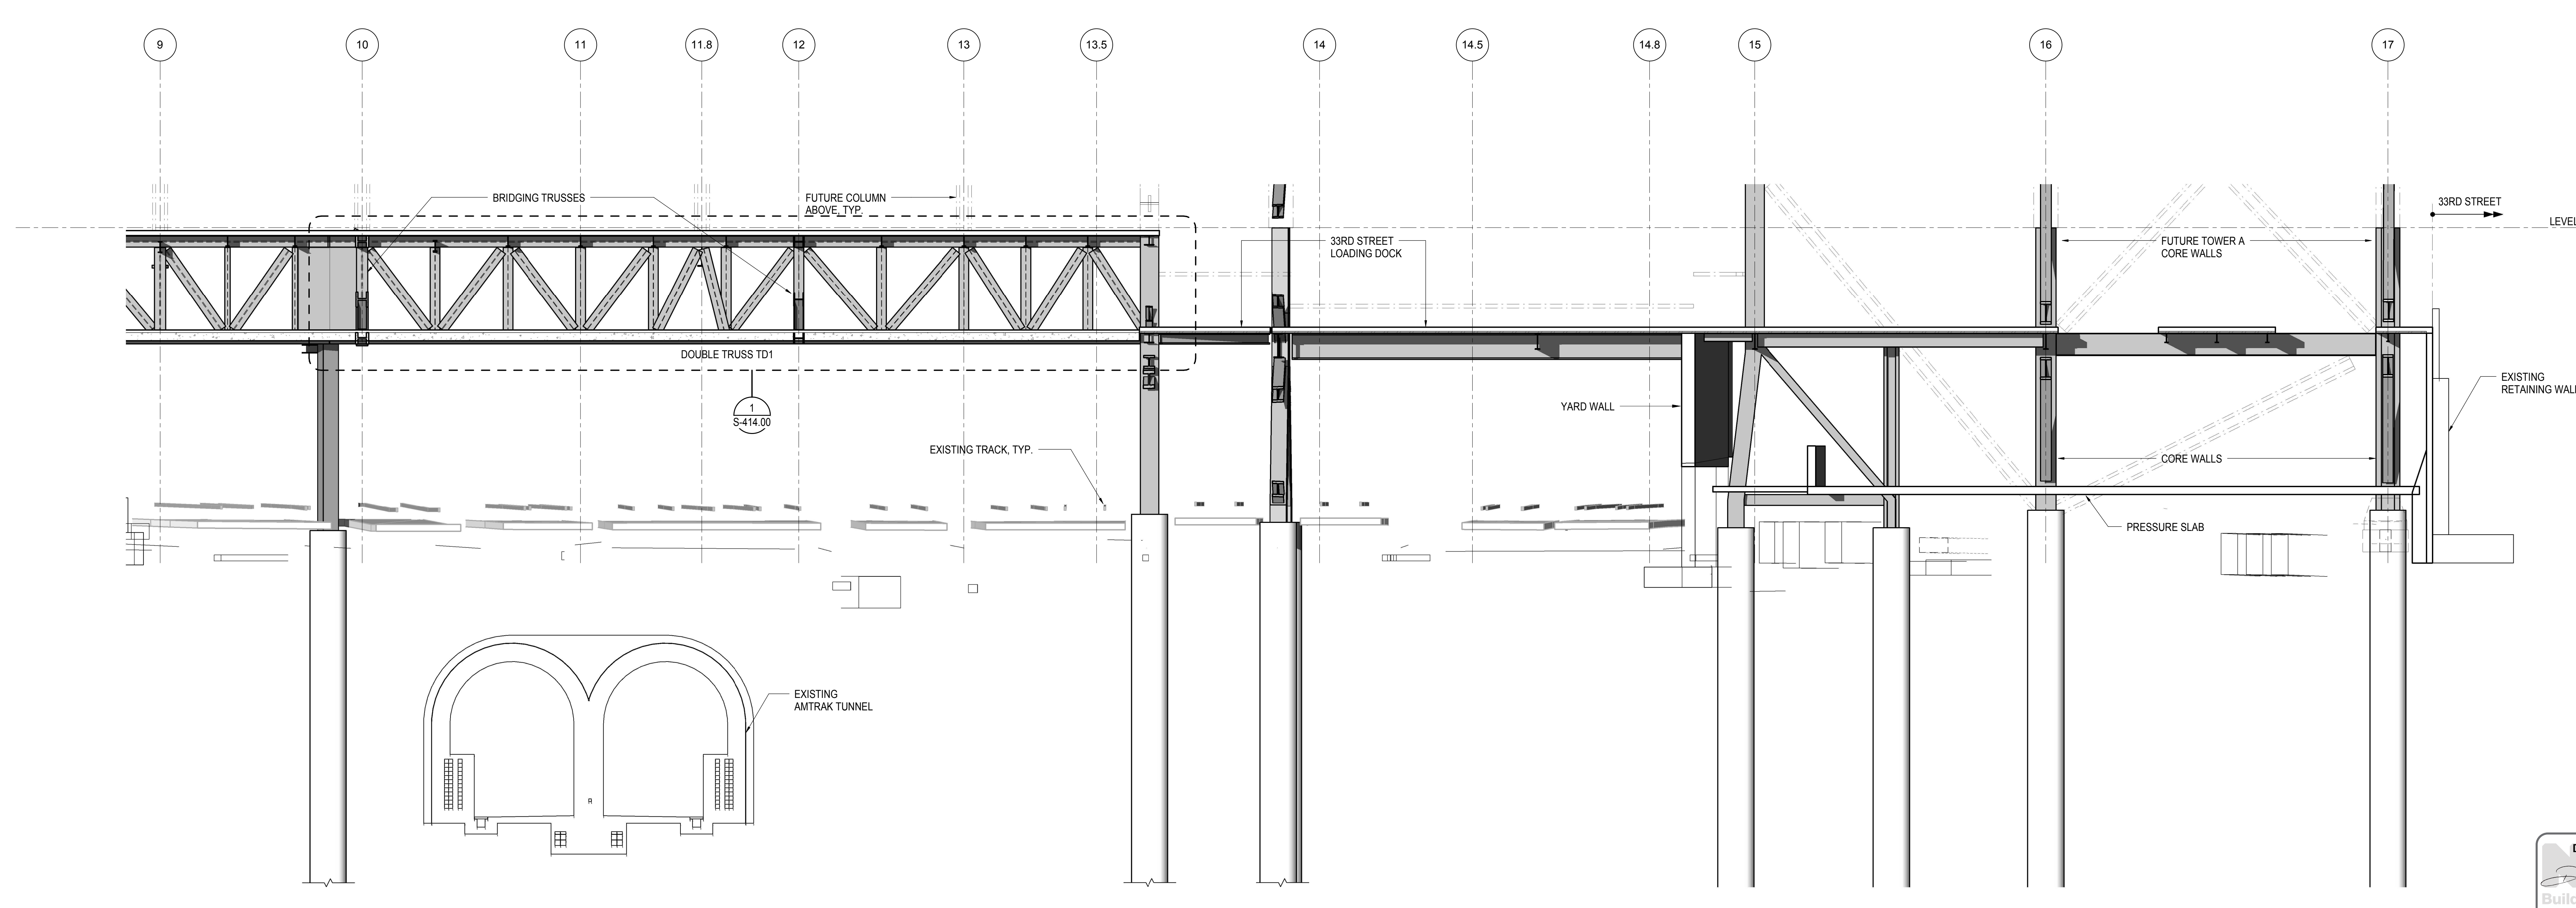 9
10
11
11.8
12
13
13.5
14
14.5
14.8
15
16
17
BRIDGING TRUSSES
FUTURE COLUMN
ABOVE, TYP.
33RD STREET
33RD STREET
LOADING DOCK
FUTURE TOWER A
CORE WALLS
DOUBLE TRUSS TD1
1
S-414.00
EXISTING TRACK, TYP.
YARD WALL
EXISTING
CORE WALLS
PRESSURE SLAB
EXISTING
AMTRAK TUNNEL
RETAINING